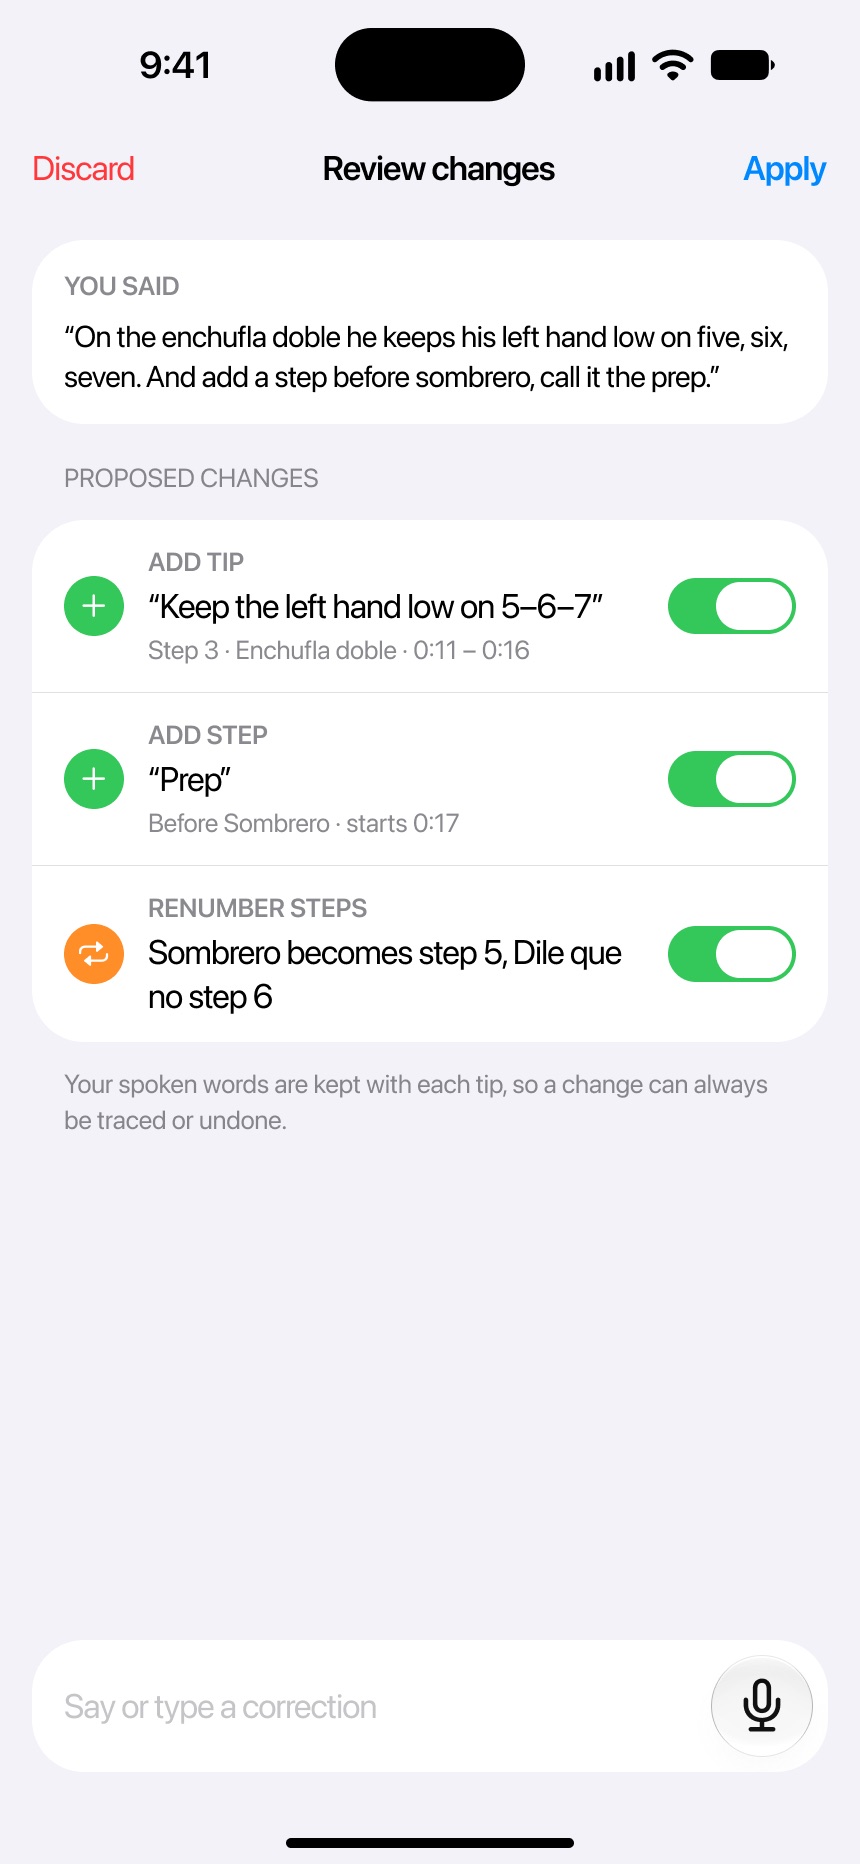 9:41
Discard
Review changes
Apply
YOU SAID
“On the enchufla doble he keeps his left hand low on five, six,
seven. And add a step before sombrero, call it the prep.”
PROPOSED CHANGES
ADD TIP
“Keep the left hand low on 5–6–7”
Step 3 · Enchufla doble · 0:11 – 0:16
ADD STEP
“Prep”
Before Sombrero · starts 0:17
RENUMBER STEPS
Sombrero becomes step 5, Dile que
no step 6
Your spoken words are kept with each tip, so a change can always
be traced or undone.
Say or type a correction